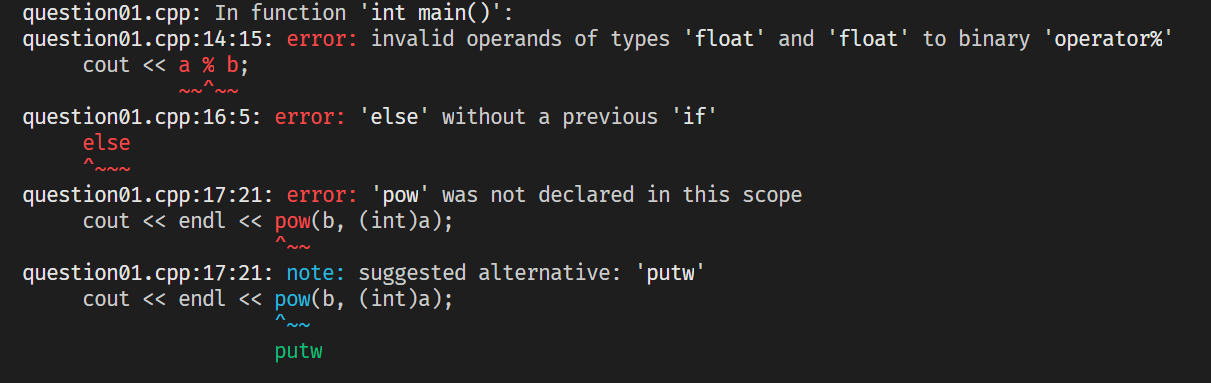 question01.cpp: In function 'int main()':
question01.cpp:14:15: error: invalid operands of types 'float' and 'float' to binary 'operator%'
     cout << a % b;
             ~~^~~
question01.cpp:16:5: error: 'else' without a previous 'if'
     else
     ^~~~
question01.cpp:17:21: error: 'pow' was not declared in this scope
     cout << endl << pow(b, (int)a);
                     ^~~
question01.cpp:17:21: note: suggested alternative: 'putw'
     cout << endl << pow(b, (int)a);
                     ^~~
                     putw